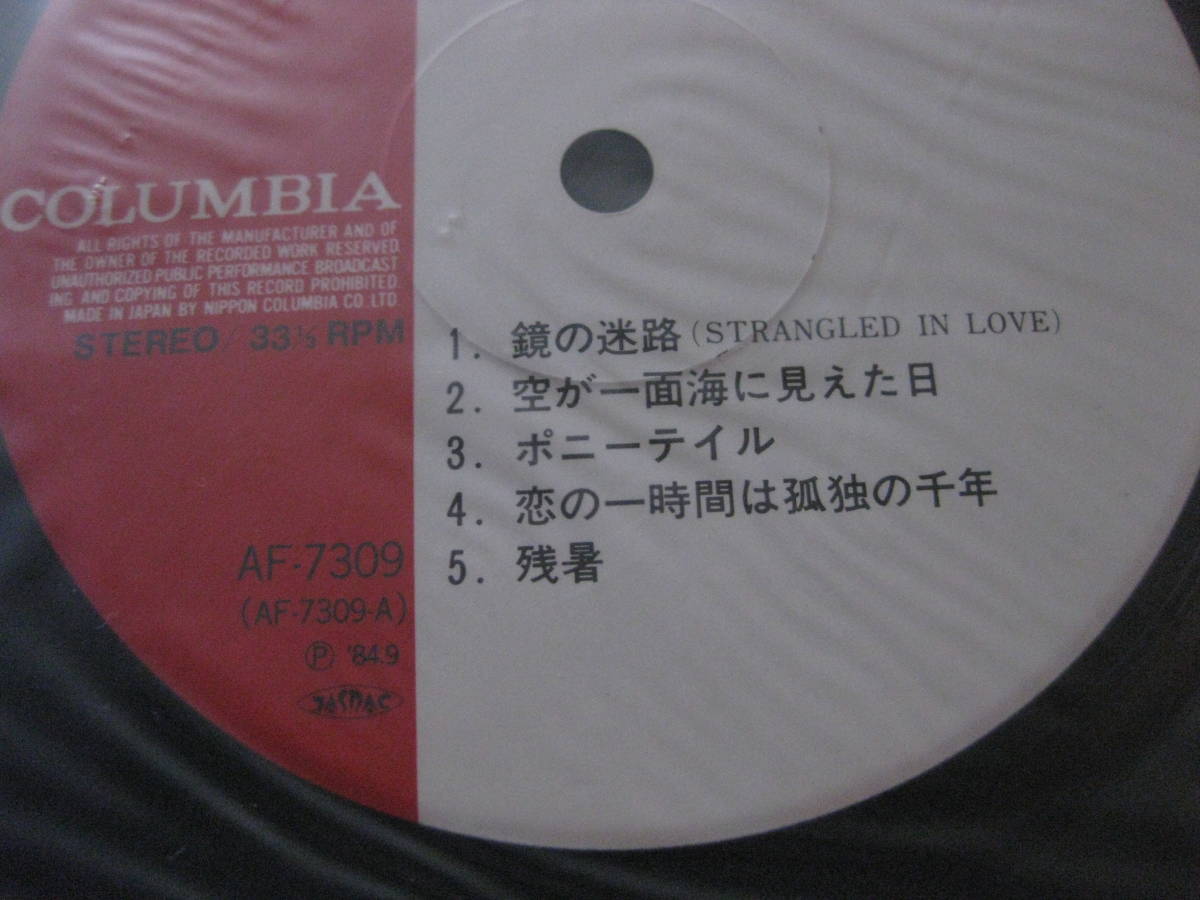 COLUMBIA
ALL RIGHTS OF THE MANUFACTURER AND OF
THE OWNER OF THE RECORDED WORK RESERVED.
UNAUTHORIZED PUBLIC PERFORMANCE BROADCAST
ING AND COPYING OF THIS RECORD PROHIBITED.
MADE IN JAPAN BY NIPPON COLUMBIA CO. LTD.
STEREO / 33⅓ RPM
1. 鏡の迷路 (STRANGLED IN LOVE)
2. 空が一面海に見えた日
3. ポニーテイル
4. 恋の一時間は孤独の千年
5. 残暑
AF-7309
(AF-7309-A)
Ⓟ '84.9
JASRAC